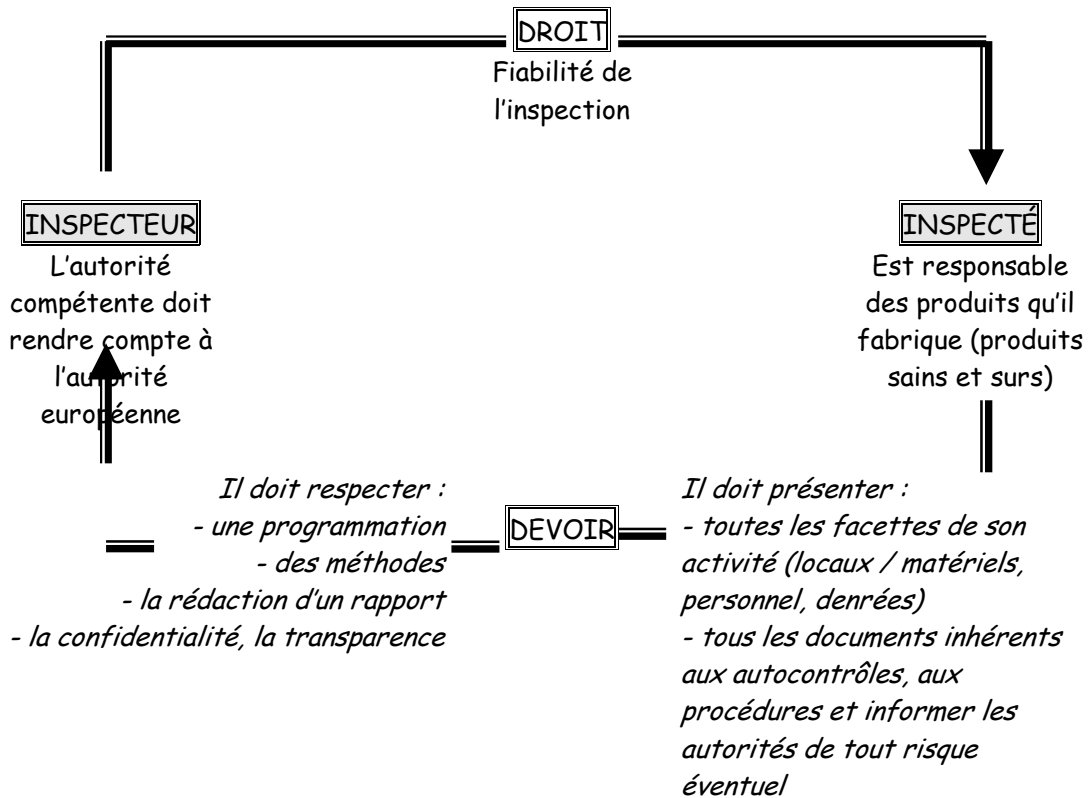 DROIT
Fiabilité de
l'inspection
INSPECTEUR
L'autorité
compétente doit
rendre compte à
l'autorité
européenne
INSPECTÉ
Est responsable
des produits qu'il
fabrique (produits
sains et surs)
Il doit respecter :
- une programmation
- des méthodes
- la rédaction d'un rapport
- la confidentialité, la transparence
DEVOIR
Il doit présenter :
- toutes les facettes de son
activité (locaux / matériels,
personnel, denrées)
- tous les documents inhérents
aux autocontrôles, aux
procédures et informer les
autorités de tout risque
éventuel